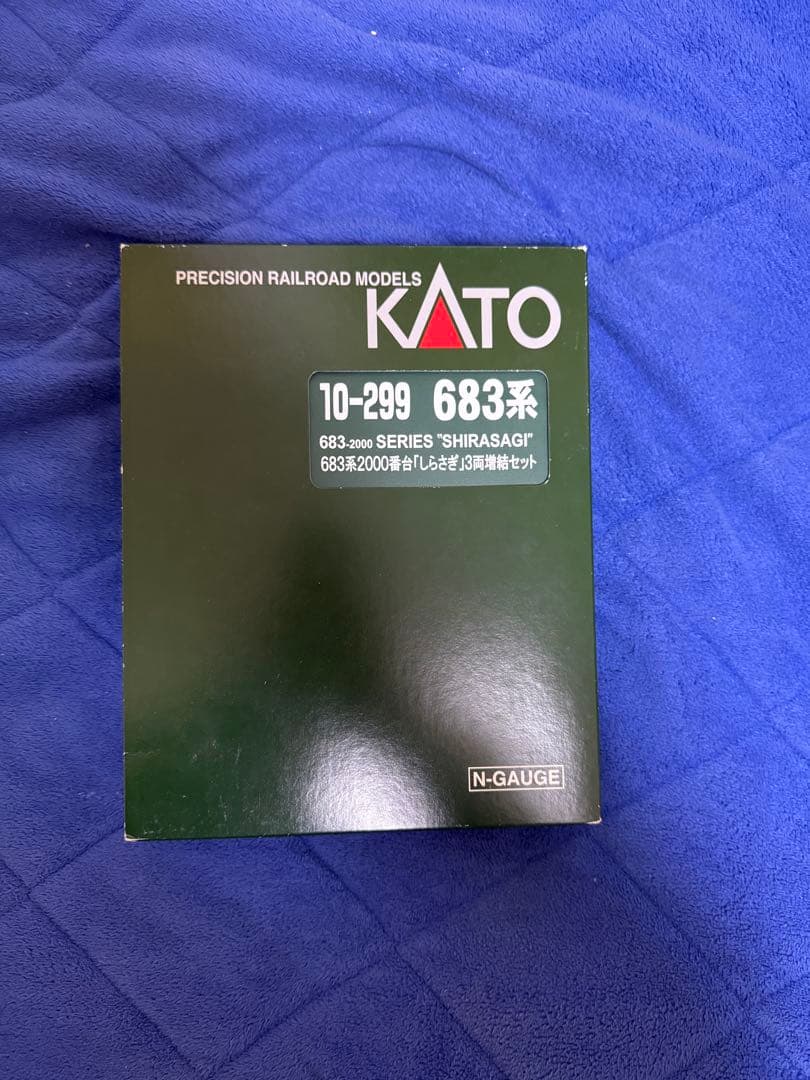 PRECISION RAILROAD MODELS
KATO
10-299 683系
683-2000 SERIES "SHIRASAGI"
683系2000番台「しらさぎ」3両増結セット
N-GAUGE